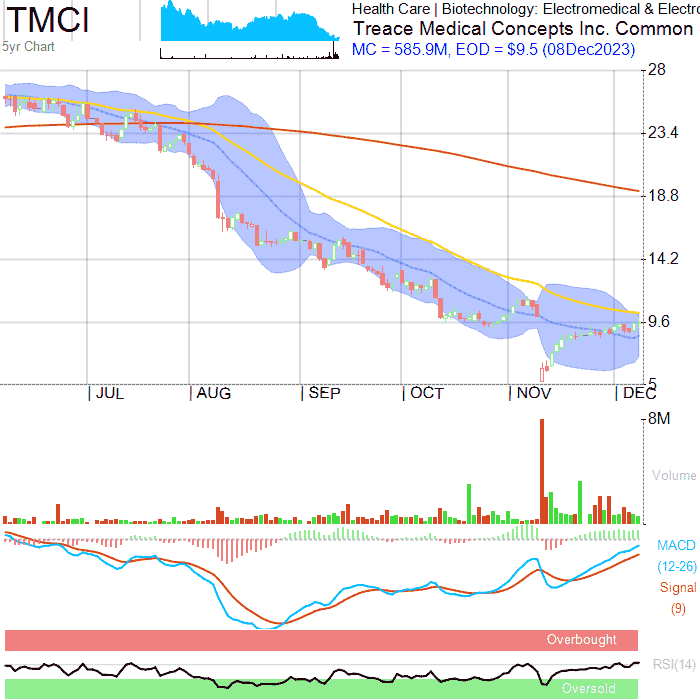 TMCI
5yr Chart
Health Care | Biotechnology: Electromedical & Electro
Treace Medical Concepts Inc. Common
MC = 585.9M, EOD = $9.5 (08Dec2023)
28
23.4
18.8
14.2
9.6
5
JUL AUG SEP OCT NOV DEC
8M
Volume
MACD
(12-26)
Signal
(9)
Overbought
RSI(14)
Oversold